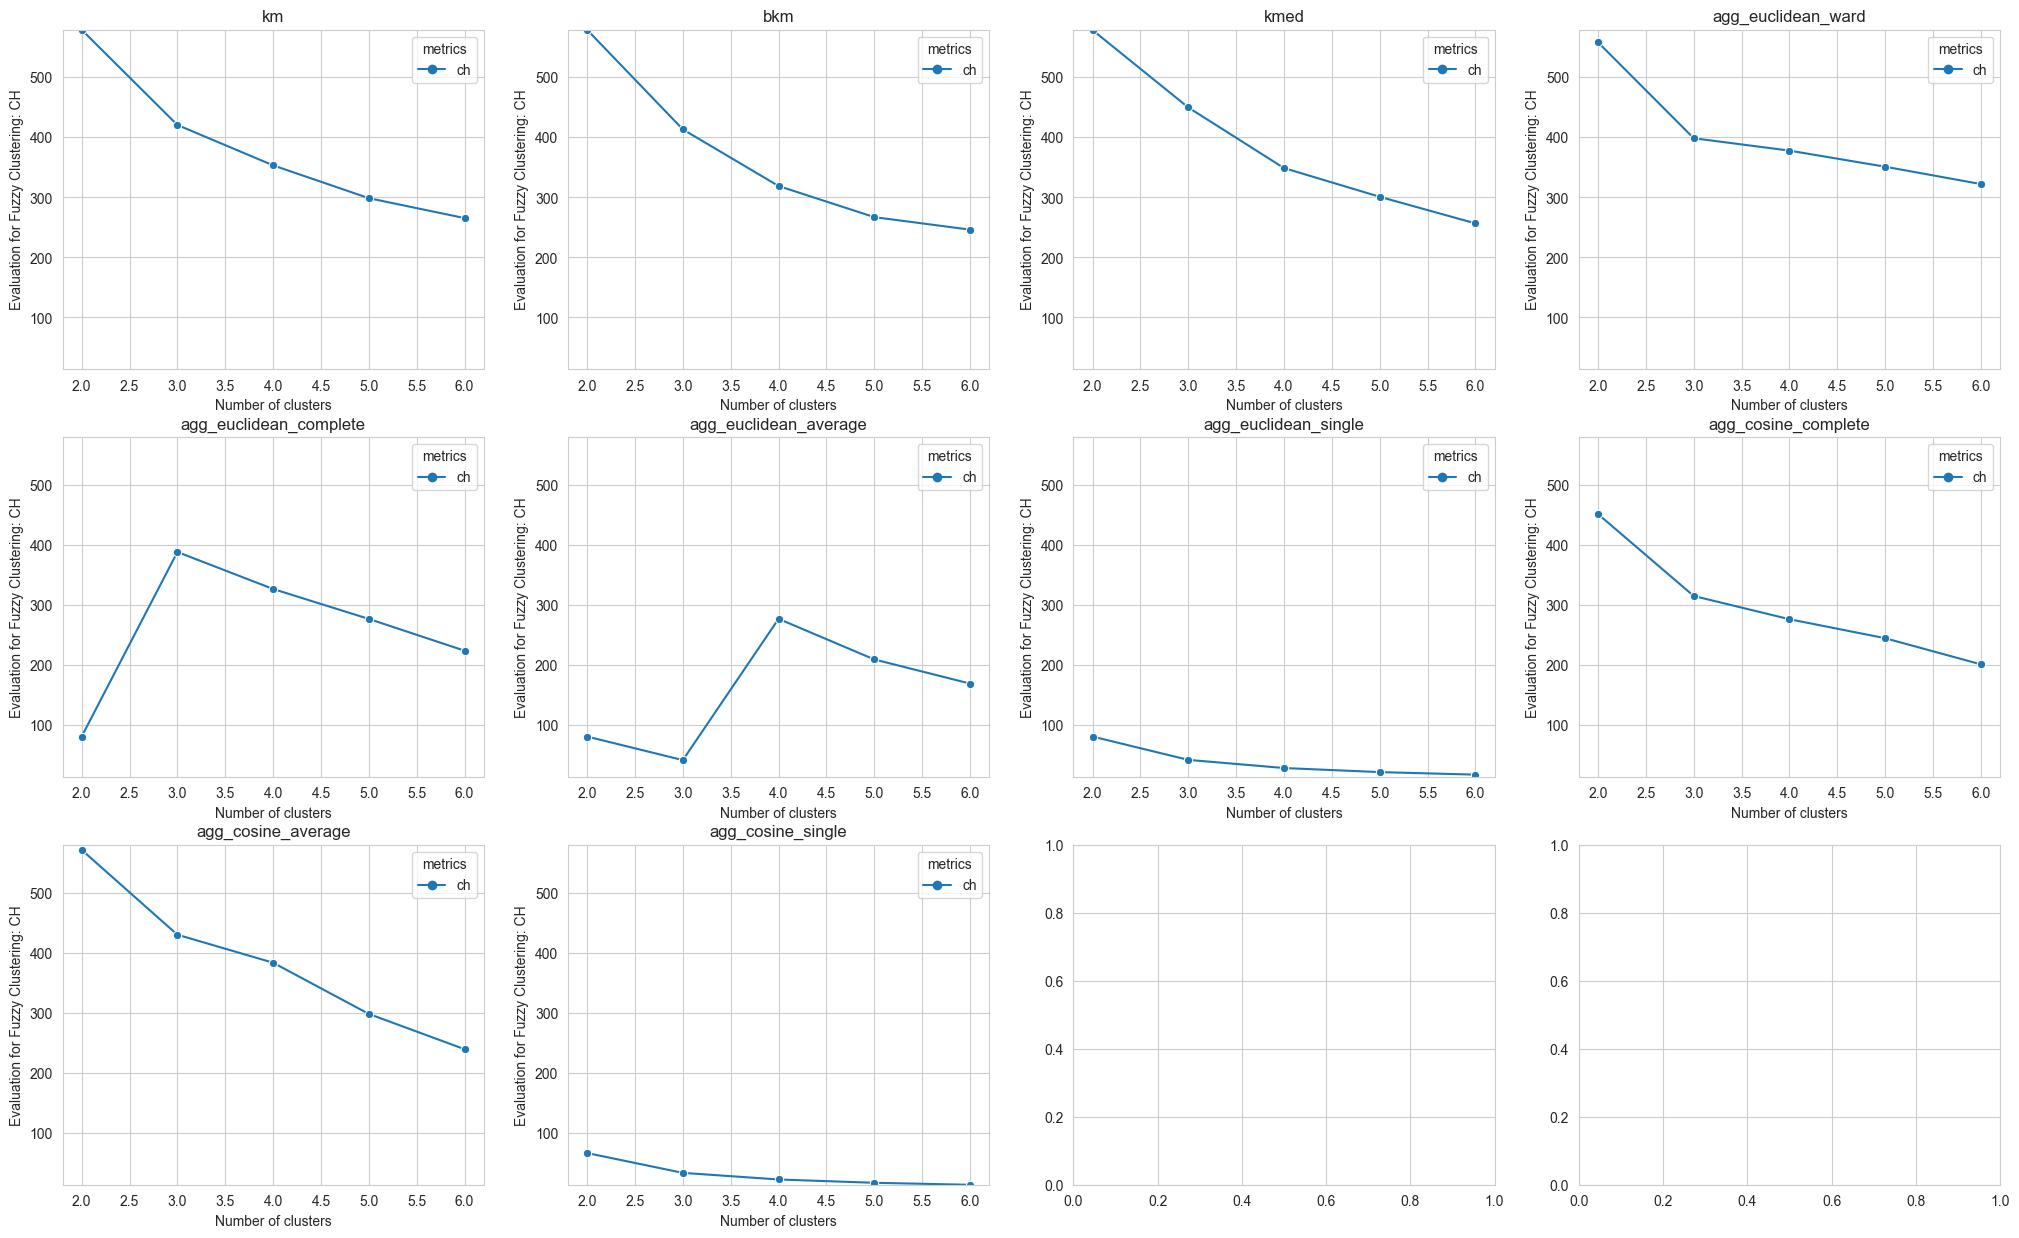 km
metrics
ch
Evaluation for Fuzzy Clustering: CH
500
400
300
200
100
2.0 2.5 3.0 3.5 4.0 4.5 5.0 5.5 6.0
Number of clusters
bkm
metrics
ch
Evaluation for Fuzzy Clustering: CH
500
400
300
200
100
2.0 2.5 3.0 3.5 4.0 4.5 5.0 5.5 6.0
Number of clusters
kmed
metrics
ch
Evaluation for Fuzzy Clustering: CH
500
400
300
200
100
2.0 2.5 3.0 3.5 4.0 4.5 5.0 5.5 6.0
Number of clusters
agg_euclidean_ward
metrics
ch
Evaluation for Fuzzy Clustering: CH
500
400
300
200
100
2.0 2.5 3.0 3.5 4.0 4.5 5.0 5.5 6.0
Number of clusters
agg_euclidean_complete
metrics
ch
Evaluation for Fuzzy Clustering: CH
500
400
300
200
100
2.0 2.5 3.0 3.5 4.0 4.5 5.0 5.5 6.0
Number of clusters
agg_euclidean_average
metrics
ch
Evaluation for Fuzzy Clustering: CH
500
400
300
200
100
2.0 2.5 3.0 3.5 4.0 4.5 5.0 5.5 6.0
Number of clusters
agg_euclidean_single
metrics
ch
Evaluation for Fuzzy Clustering: CH
500
400
300
200
100
2.0 2.5 3.0 3.5 4.0 4.5 5.0 5.5 6.0
Number of clusters
agg_cosine_complete
metrics
ch
Evaluation for Fuzzy Clustering: CH
500
400
300
200
100
2.0 2.5 3.0 3.5 4.0 4.5 5.0 5.5 6.0
Number of clusters
agg_cosine_average
metrics
ch
Evaluation for Fuzzy Clustering: CH
500
400
300
200
100
2.0 2.5 3.0 3.5 4.0 4.5 5.0 5.5 6.0
Number of clusters
agg_cosine_single
metrics
ch
Evaluation for Fuzzy Clustering: CH
500
400
300
200
100
2.0 2.5 3.0 3.5 4.0 4.5 5.0 5.5 6.0
Number of clusters
1.0
0.8
0.6
0.4
0.2
0.0
0.0 0.2 0.4 0.6 0.8 1.0
1.0
0.8
0.6
0.4
0.2
0.0
0.0 0.2 0.4 0.6 0.8 1.0